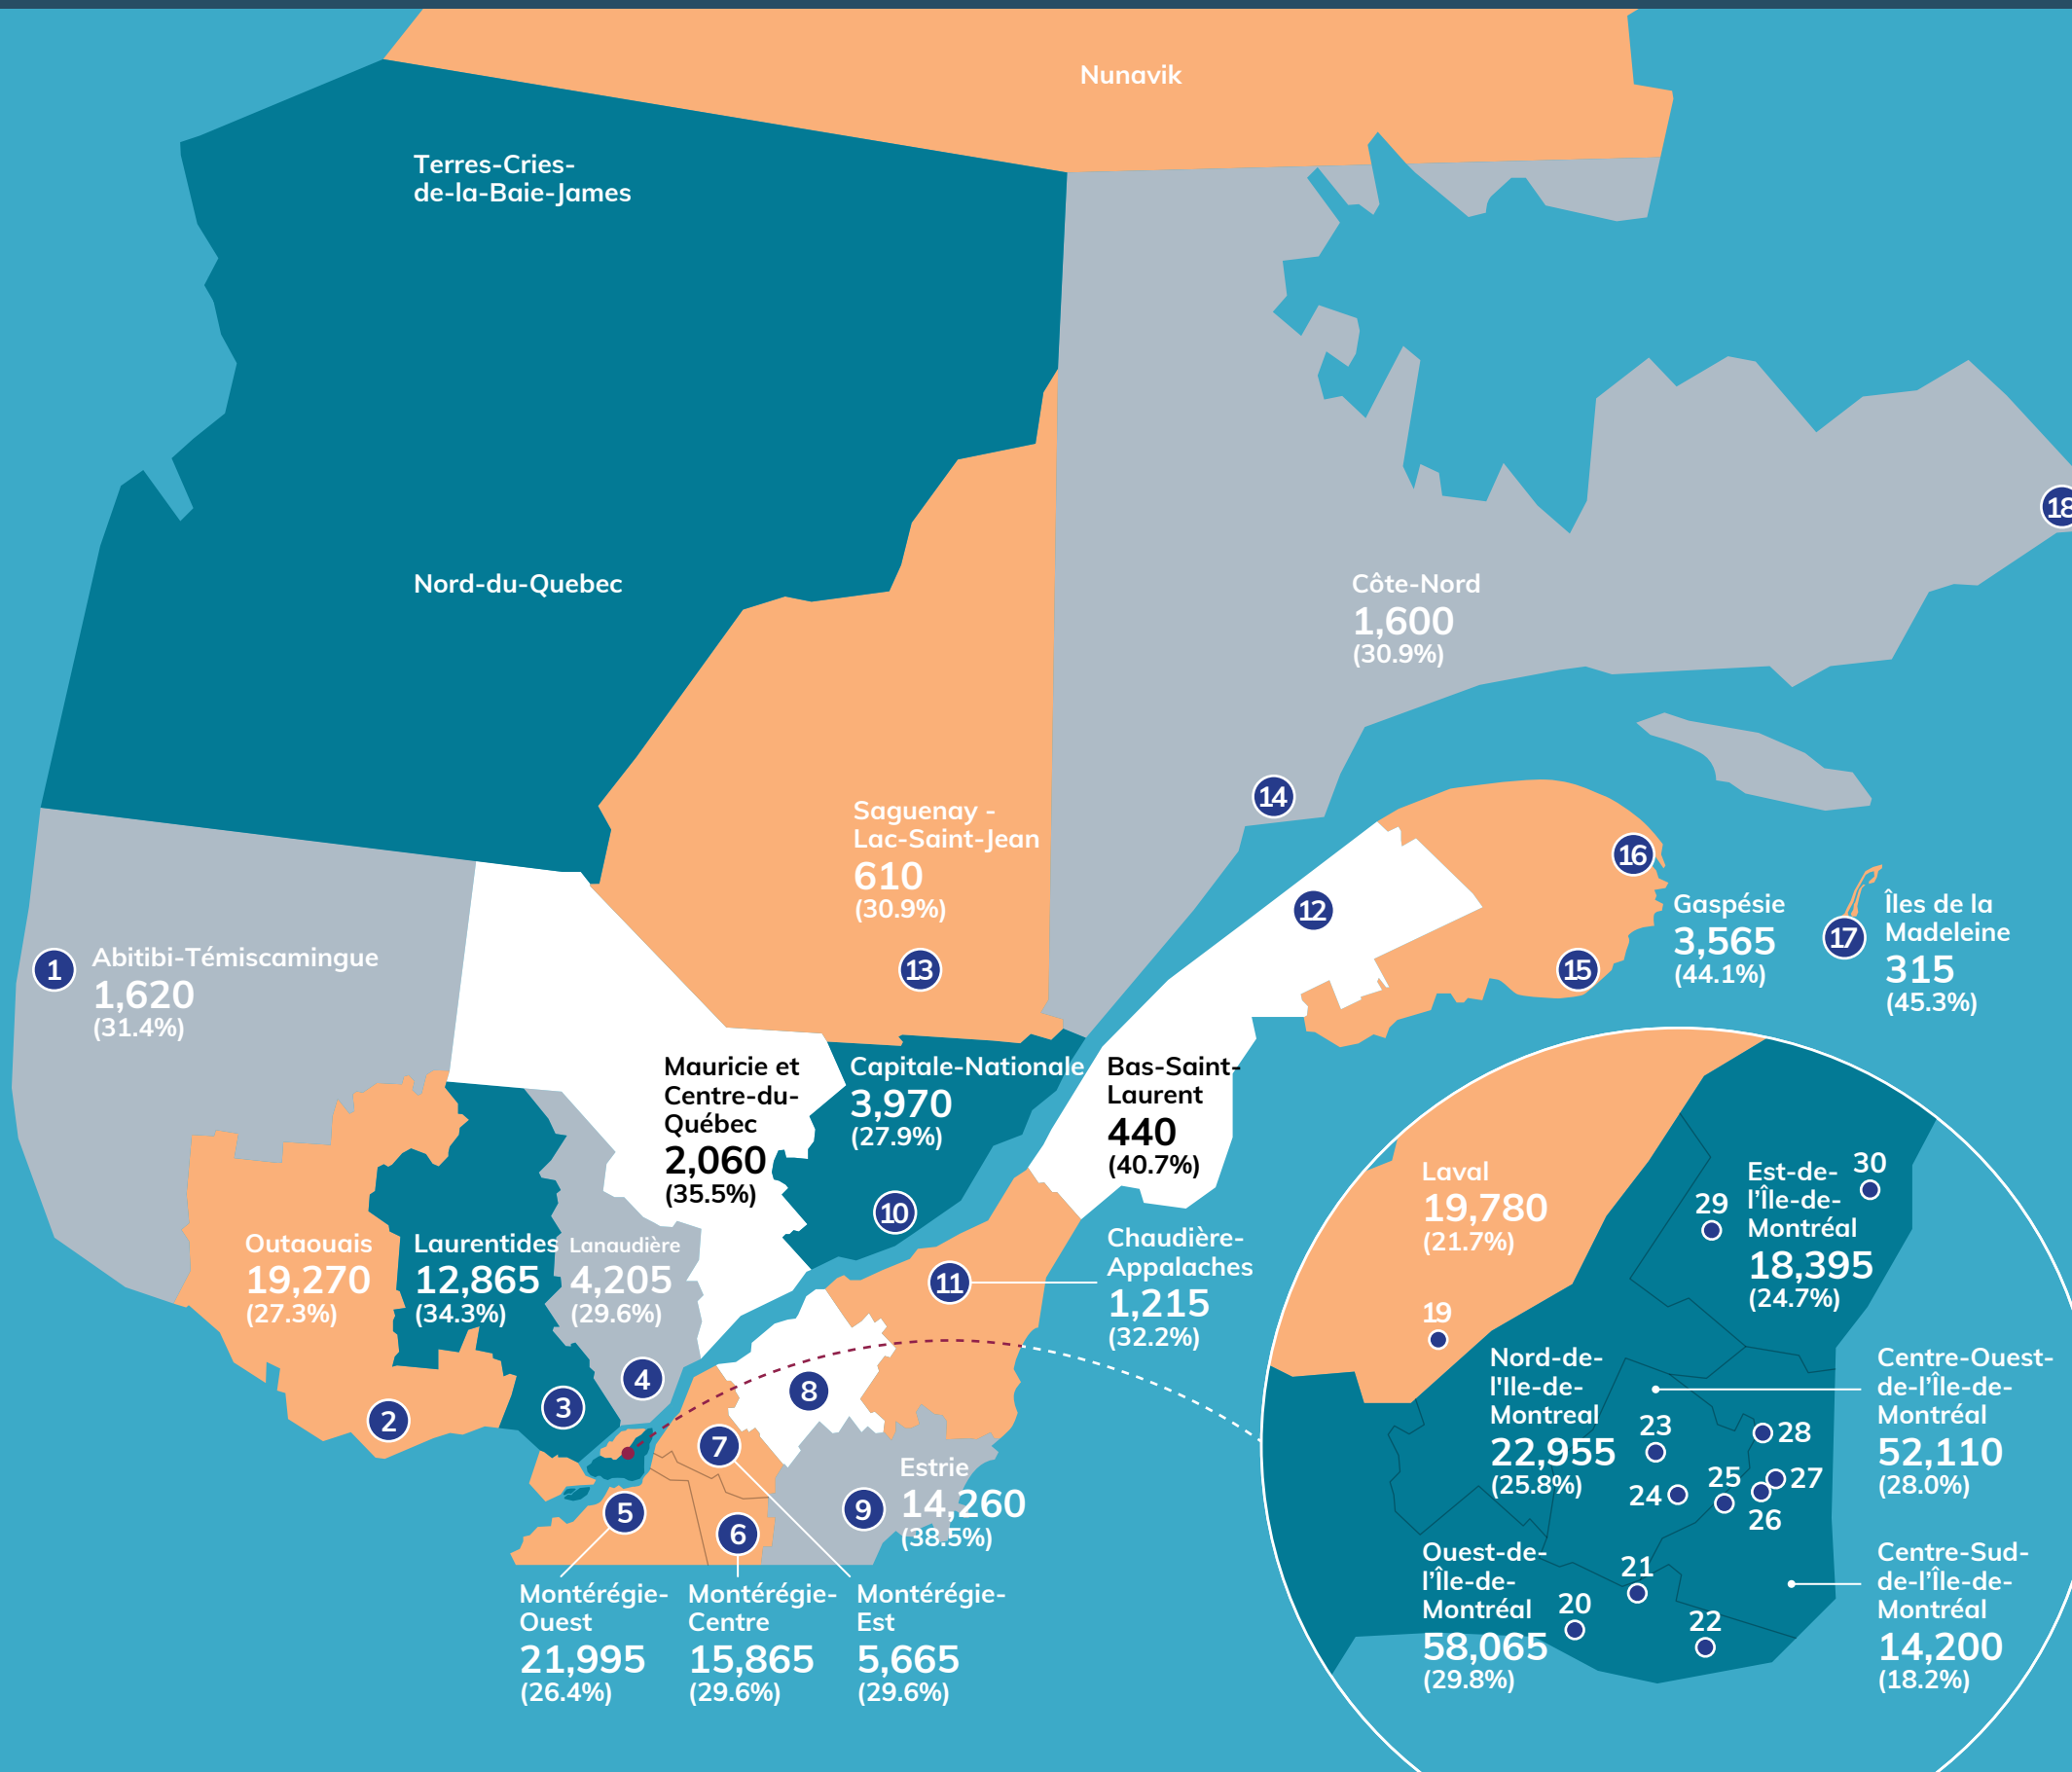 Nunavik
Terres-Cries-
de-la-Baie-James
Nord-du-Quebec
Côte-Nord
1,600
(30.9%)
18
14
Saguenay -
Lac-Saint-Jean
610
(30.9%)
13
12
16
15
Gaspésie
3,565
(44.1%)
17
Îles de la
Madeleine
315
(45.3%)
1
Abitibi-Témiscamingue
1,620
(31.4%)
Mauricie et
Centre-du-
Québec
2,060
(35.5%)
Capitale-Nationale
3,970
(27.9%)
10
Bas-Saint-
Laurent
440
(40.7%)
Outaouais
19,270
(27.3%)
2
Laurentides
12,865
(34.3%)
3
Lanaudière
4,205
(29.6%)
4
11
Chaudière-
Appalaches
1,215
(32.2%)
8
7
5
6
9
Estrie
14,260
(38.5%)
Montérégie-
Ouest
21,995
(26.4%)
Montérégie-
Centre
15,865
(29.6%)
Montérégie-
Est
5,665
(29.6%)
Laval
19,780
(21.7%)
19
29
Est-de-
l'Île-de-
Montréal
18,395
(24.7%)
30
Nord-de-
l'Ile-de-
Montreal
22,955
(25.8%)
23
24
25
28
27
26
Centre-Ouest-
de-l'Île-de-
Montréal
52,110
(28.0%)
Ouest-de-
l'Île-de-
Montréal
58,065
(29.8%)
20
21
22
Centre-Sud-
de-l'Île-de-
Montréal
14,200
(18.2%)